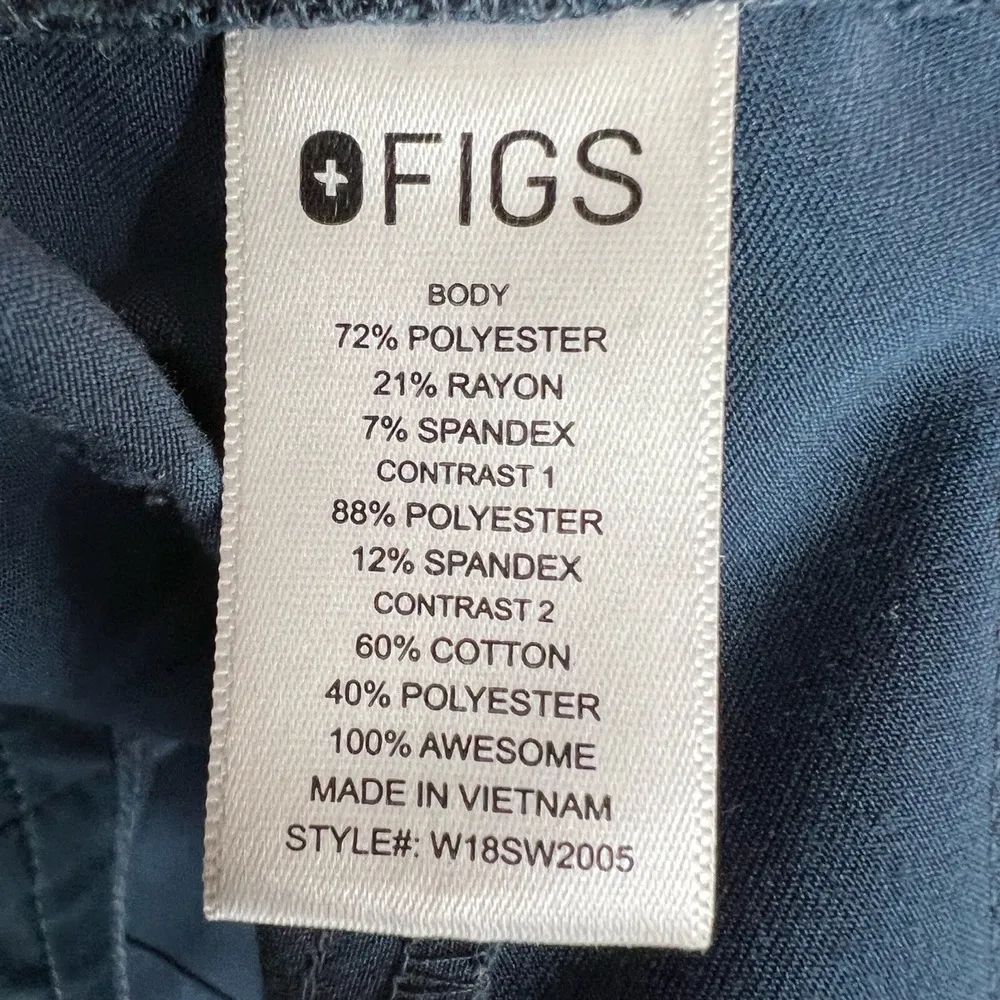 FIGS
BODY
72% POLYESTER
21% RAYON
7% SPANDEX
CONTRAST 1
88% POLYESTER
12% SPANDEX
CONTRAST 2
60% COTTON
40% POLYESTER
100% AWESOME
MADE IN VIETNAM
STYLE#: W18SW2005